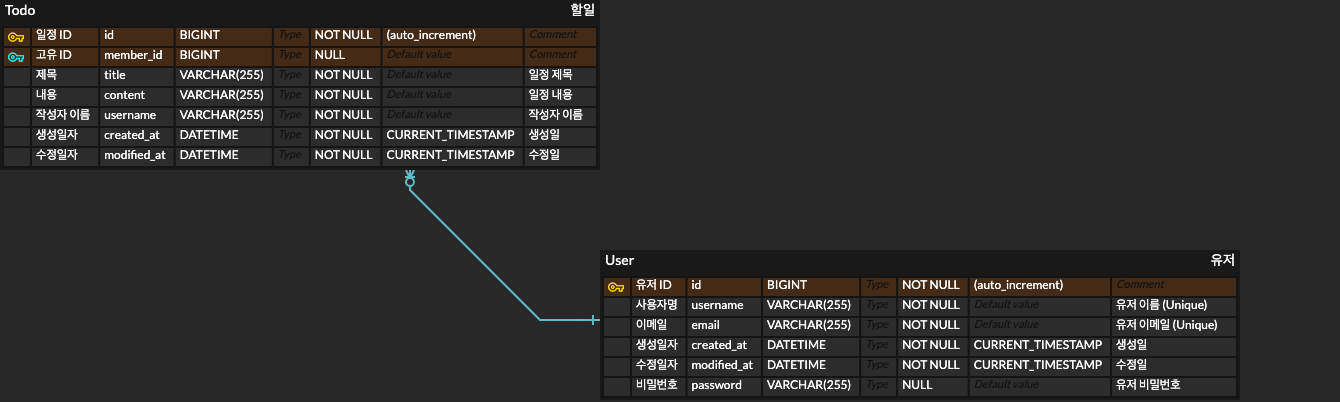 Todo 할일
일정 ID id BIGINT Type NOT NULL (auto_increment) Comment
고유 ID member_id BIGINT Type NULL Default value Comment
제목 title VARCHAR(255) Type NOT NULL Default value 일정 제목
내용 content VARCHAR(255) Type NOT NULL Default value 일정 내용
작성자 이름 username VARCHAR(255) Type NOT NULL Default value 작성자 이름
생성일자 created_at DATETIME Type NOT NULL CURRENT_TIMESTAMP 생성일
수정일자 modified_at DATETIME Type NOT NULL CURRENT_TIMESTAMP 수정일
User 유저
유저 ID id BIGINT Type NOT NULL (auto_increment) Comment
사용자명 username VARCHAR(255) Type NOT NULL Default value 유저 이름 (Unique)
이메일 email VARCHAR(255) Type NOT NULL Default value 유저 이메일 (Unique)
생성일자 created_at DATETIME Type NOT NULL CURRENT_TIMESTAMP 생성일
수정일자 modified_at DATETIME Type NOT NULL CURRENT_TIMESTAMP 수정일
비밀번호 password VARCHAR(255) Type NULL Default value 유저 비밀번호